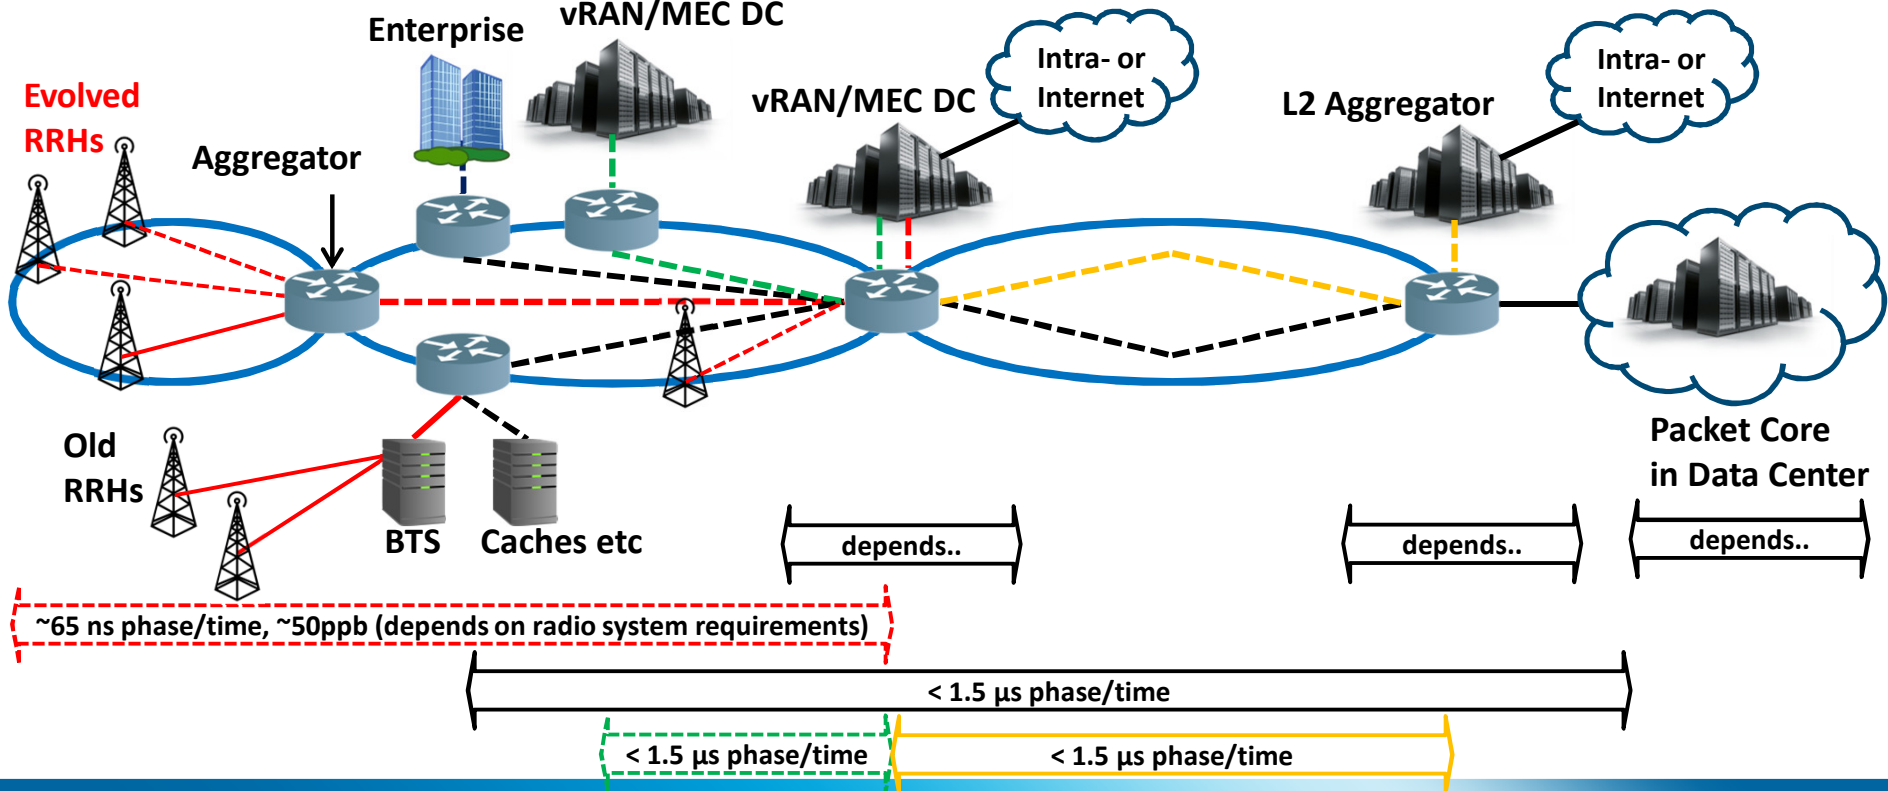 vRAN/MEC DC
Enterprise
Intra- or
Internet
Intra- or
Internet
Evolved
RRHs
vRAN/MEC DC
L2 Aggregator
Aggregator
Old
RRHs
BTS
Caches etc
Packet Core
in Data Center
depends..
depends..
depends..
~65 ns phase/time, ~50ppb (depends on radio system requirements)
< 1.5 µs phase/time
< 1.5 µs phase/time
< 1.5 µs phase/time